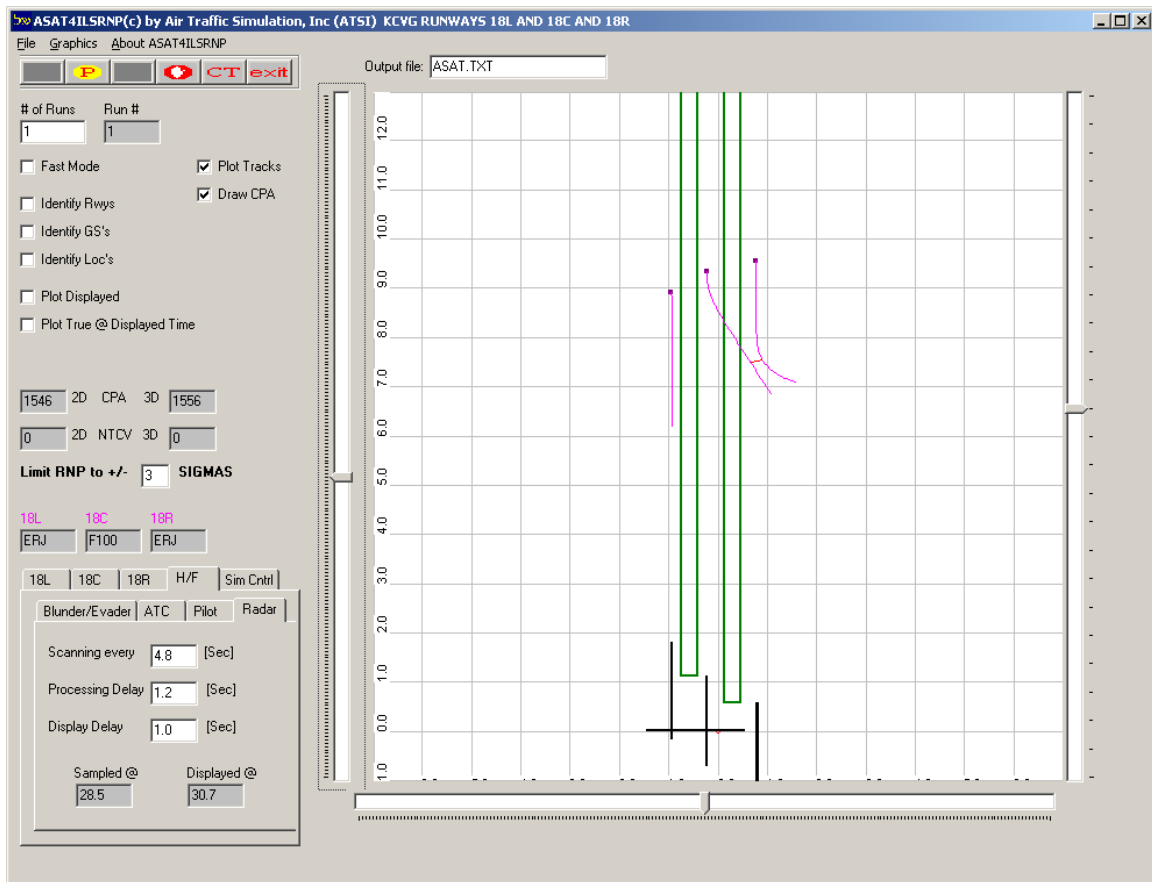 ASAT4ILSRNP(c) by Air Traffic Simulation, Inc (ATSI) KCVG RUNWAYS 18L AND 18C AND 18R
File Graphics About ASAT4ILSRNP
P CT exit
Output file: ASAT.TXT
# of Runs Run #
1 1
Fast Mode Plot Tracks
Draw CPA
Identify Rwys
Identify GS's
Identify Loc's
Plot Displayed
Plot True @ Displayed Time
1546 2D CPA 3D 1556
0 2D NTCV 3D 0
Limit RNP to +/- 3 SIGMAS
18L 18C 18R
ERJ F100 ERJ
18L 18C 18R H/F Sim Cntrl
Blunder/Evader ATC Pilot Radar
Scanning every 4.8 [Sec]
Processing Delay 1.2 [Sec]
Display Delay 1.0 [Sec]
Sampled @ Displayed @
28.5 30.7
12.0
11.0
10.0
9.0
8.0
7.0
6.0
5.0
4.0
3.0
2.0
1.0
0.0
1.0